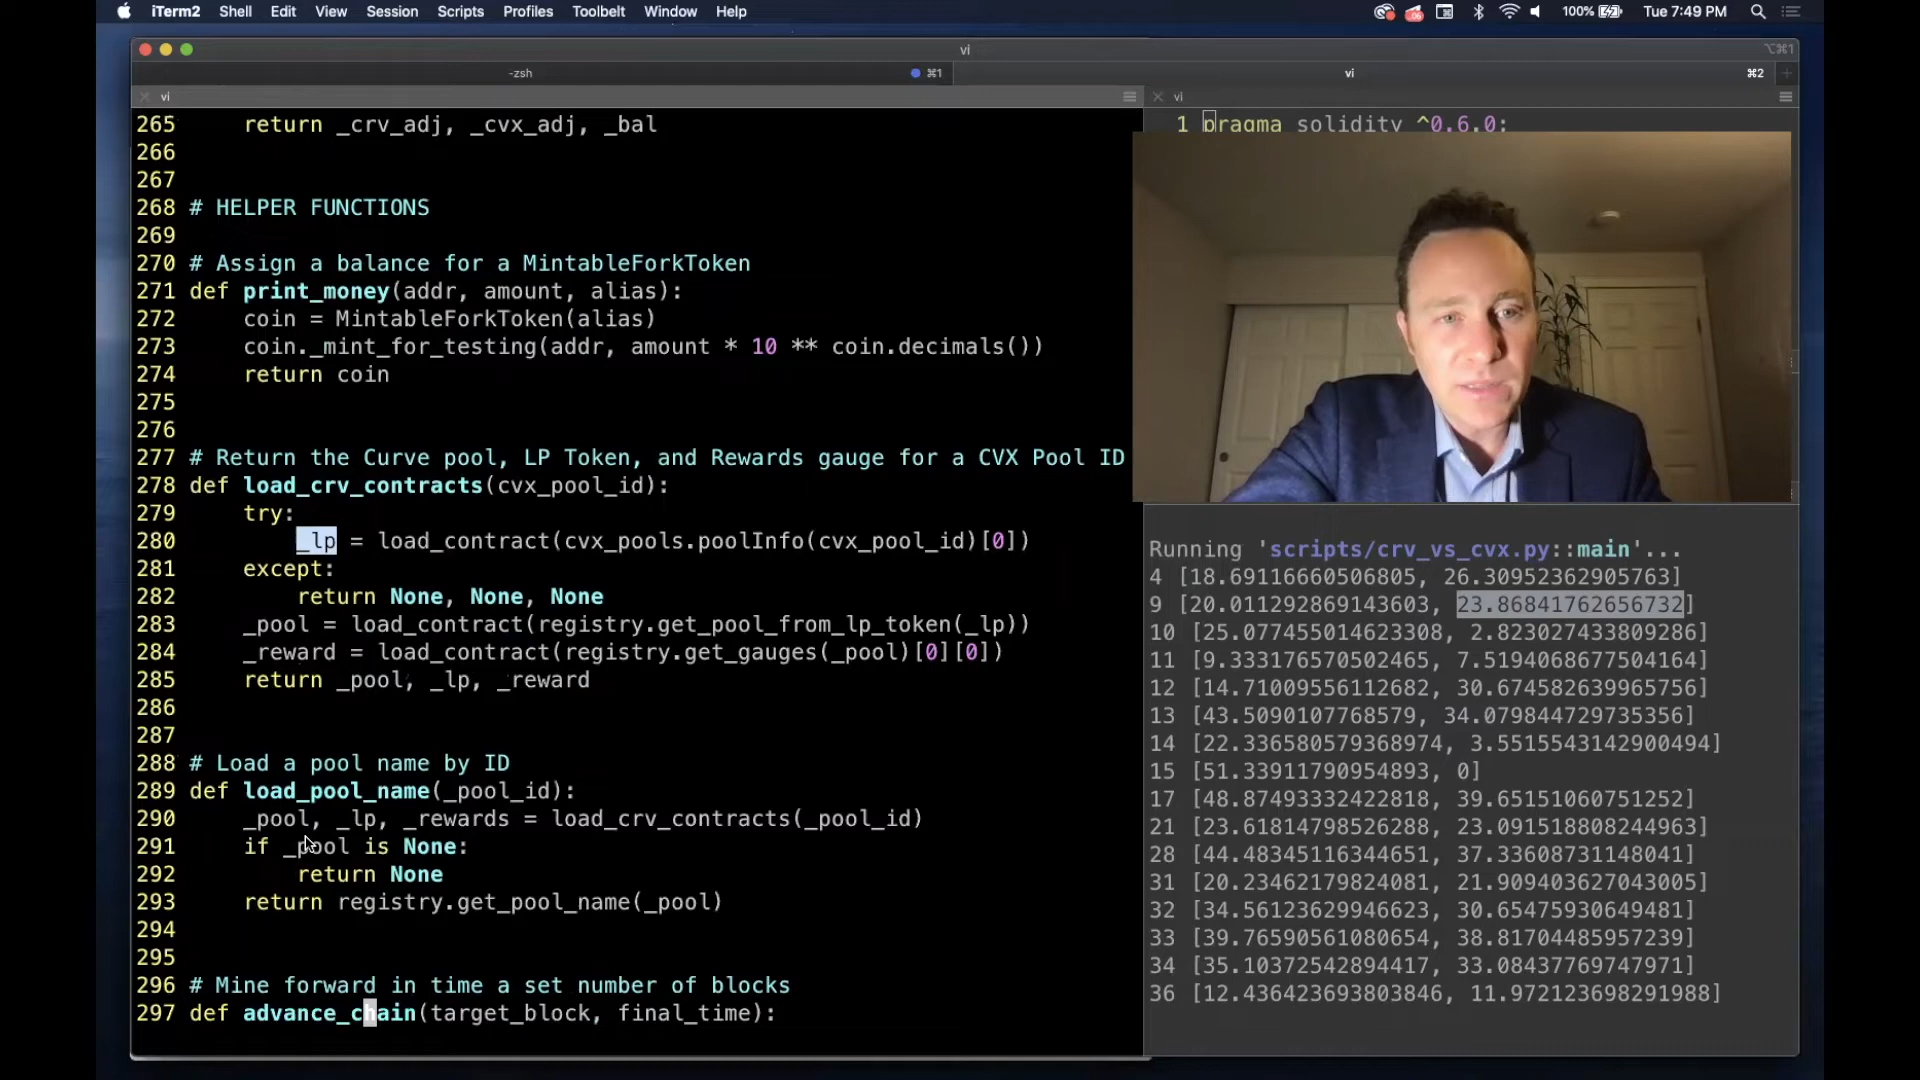 iTerm2 Shell Edit View Session Scripts Profiles Toolbelt Window Help 100% Tue 7:49 PM
vi ⌥⌘1
-zsh ⌘1 vi ⌘2 +
vi
265 return _crv_adj, _cvx_adj, _bal
266
267
268 # HELPER FUNCTIONS
269
270 # Assign a balance for a MintableForkToken
271 def print_money(addr, amount, alias):
272 coin = MintableForkToken(alias)
273 coin._mint_for_testing(addr, amount * 10 ** coin.decimals())
274 return coin
275
276
277 # Return the Curve pool, LP Token, and Rewards gauge for a CVX Pool ID
278 def load_crv_contracts(cvx_pool_id):
279 try:
280 _lp = load_contract(cvx_pools.poolInfo(cvx_pool_id)[0])
281 except:
282 return None, None, None
283 _pool = load_contract(registry.get_pool_from_lp_token(_lp))
284 _reward = load_contract(registry.get_gauges(_pool)[0][0])
285 return _pool, _lp, _reward
286
287
288 # Load a pool name by ID
289 def load_pool_name(_pool_id):
290 _pool, _lp, _rewards = load_crv_contracts(_pool_id)
291 if _pool is None:
292 return None
293 return registry.get_pool_name(_pool)
294
295
296 # Mine forward in time a set number of blocks
297 def advance_chain(target_block, final_time):
vi
1 pragma solidity ^0.6.0;
Running 'scripts/crv_vs_cvx.py::main'...
4 [18.69116660506805, 26.30952362905763]
9 [20.011292869143603, 23.86841762656732]
10 [25.077455014623308, 2.823027433809286]
11 [9.333176570502465, 7.519406867750416​4]
12 [14.71009556112682, 30.674582639965756]
13 [43.5090107768579, 34.079844729735356]
14 [22.336580579368974, 3.5515543142900494]
15 [51.33911790954893, 0]
17 [48.87493332422818, 39.65151060751252]
21 [23.61814798526288, 23.091518808244963]
28 [44.48345116344651, 37.33608731148041]
31 [20.23462179824081, 21.909403627043005]
32 [34.56123629946623, 30.65475930649481]
33 [39.76590561080654, 38.81704485957239]
34 [35.10372542894417, 33.08437769747971]
36 [12.436423693803846, 11.972123698291988]